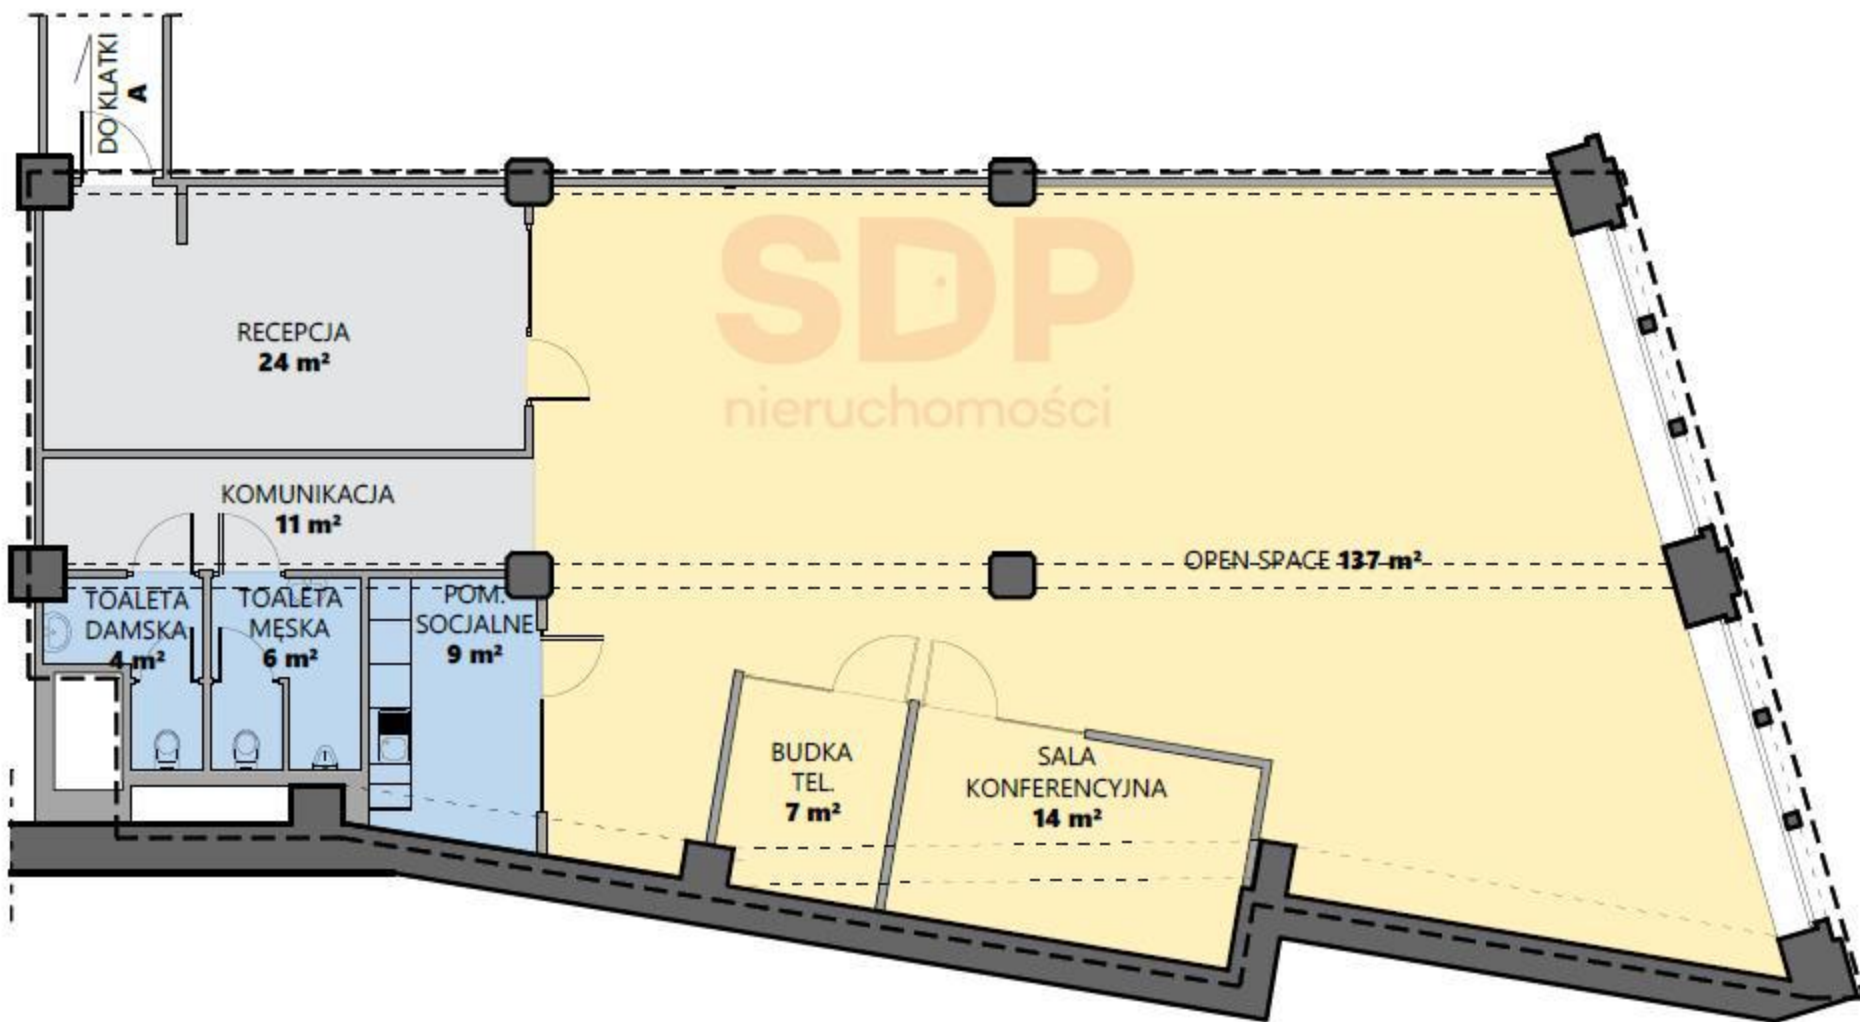 DO KLATKI
A
SDP
nieruchomości
RECEPCJA
24 m²
KOMUNIKACJA
11 m²
OPEN-SPACE 137 m²
TOALETA
DAMSKA
4 m²
TOALETA
MĘSKA
6 m²
POM.
SOCJALNE
9 m²
BUDKA
TEL.
7 m²
SALA
KONFERENCYJNA
14 m²